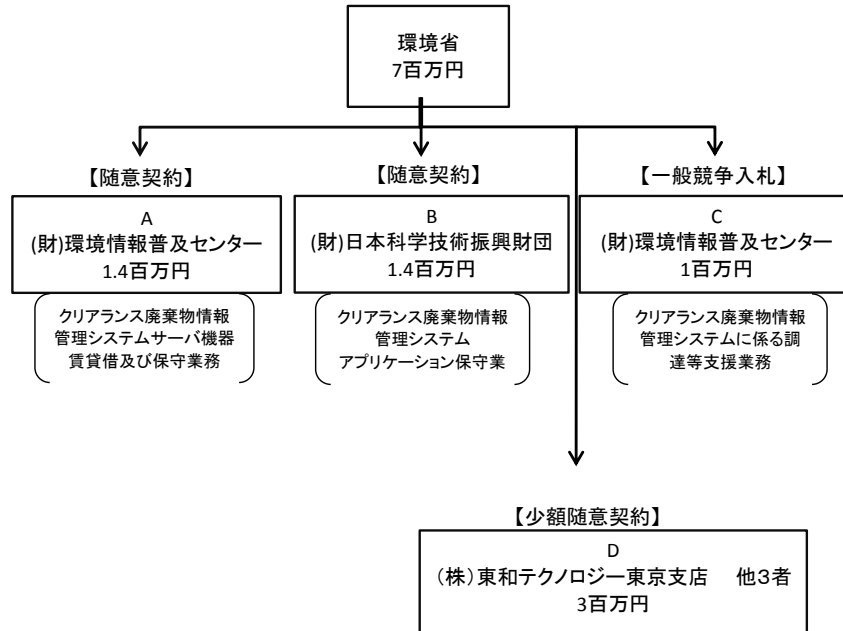 環境省
7百万円
【随意契約】
A
(財)環境情報普及センター
1.4百万円
クリアランス廃棄物情報
管理システムサーバ機器
賃貸借及び保守業務
【随意契約】
B
(財)日本科学技術振興財団
1.4百万円
クリアランス廃棄物情報
管理システム
アプリケーション保守業
【一般競争入札】
C
(財)環境情報普及センター
1百万円
クリアランス廃棄物情報
管理システムに係る調
達等支援業務
【少額随意契約】
D
(株)東和テクノロジー東京支店　他3者
3百万円